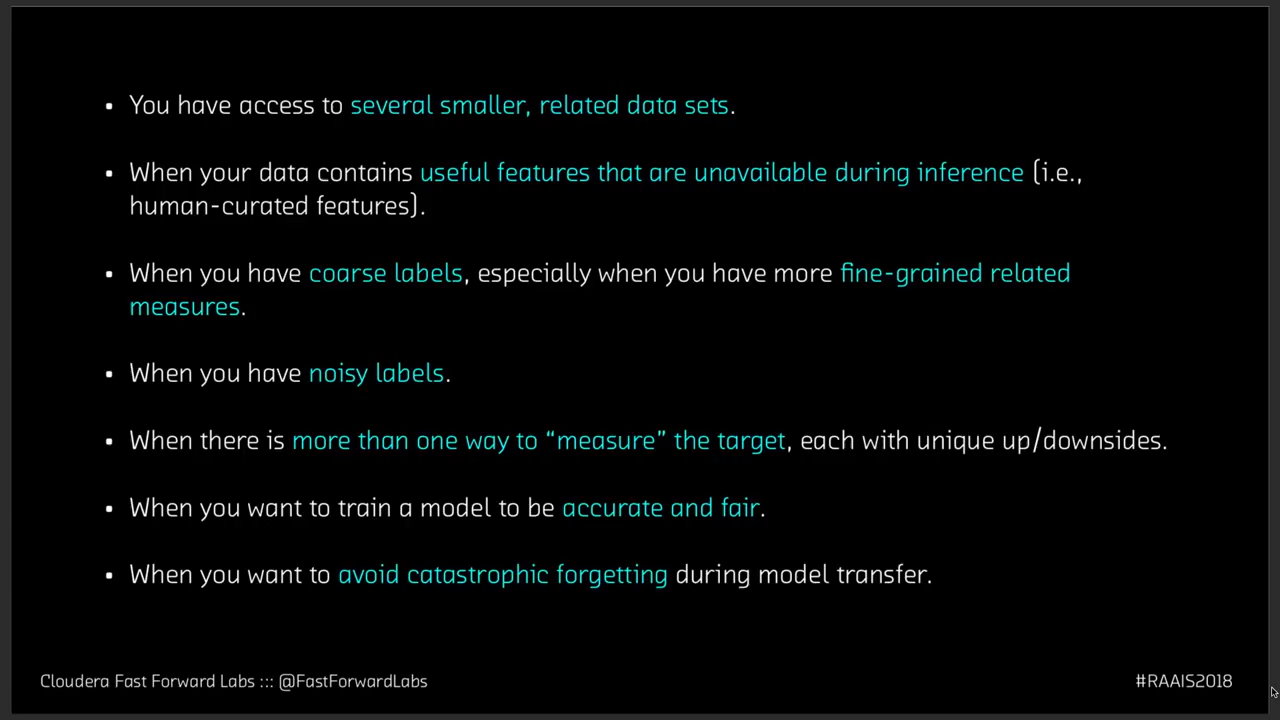 • You have access to several smaller, related data sets.
• When your data contains useful features that are unavailable during inference (i.e.,
human-curated features).
• When you have coarse labels, especially when you have more fine-grained related
measures.
• When you have noisy labels.
• When there is more than one way to “measure” the target, each with unique up/downsides.
• When you want to train a model to be accurate and fair.
• When you want to avoid catastrophic forgetting during model transfer.
Cloudera Fast Forward Labs ::: @FastForwardLabs
#RAAIS2018